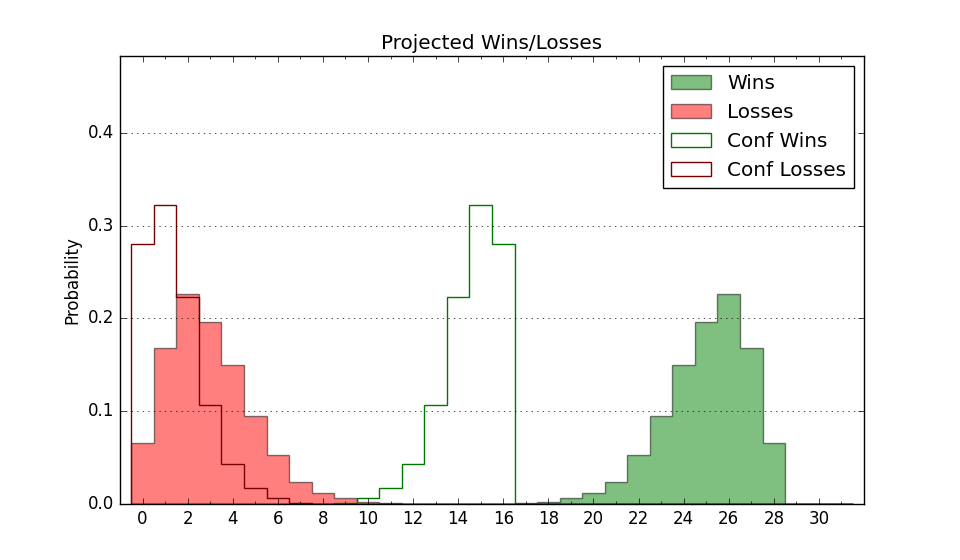 Projected Wins/Losses
Wins
Losses
Conf Wins
Conf Losses
Probability
0.4
0.3
0.2
0.1
0.0
0 2 4 6 8 10 12 14 16 18 20 22 24 26 28 30